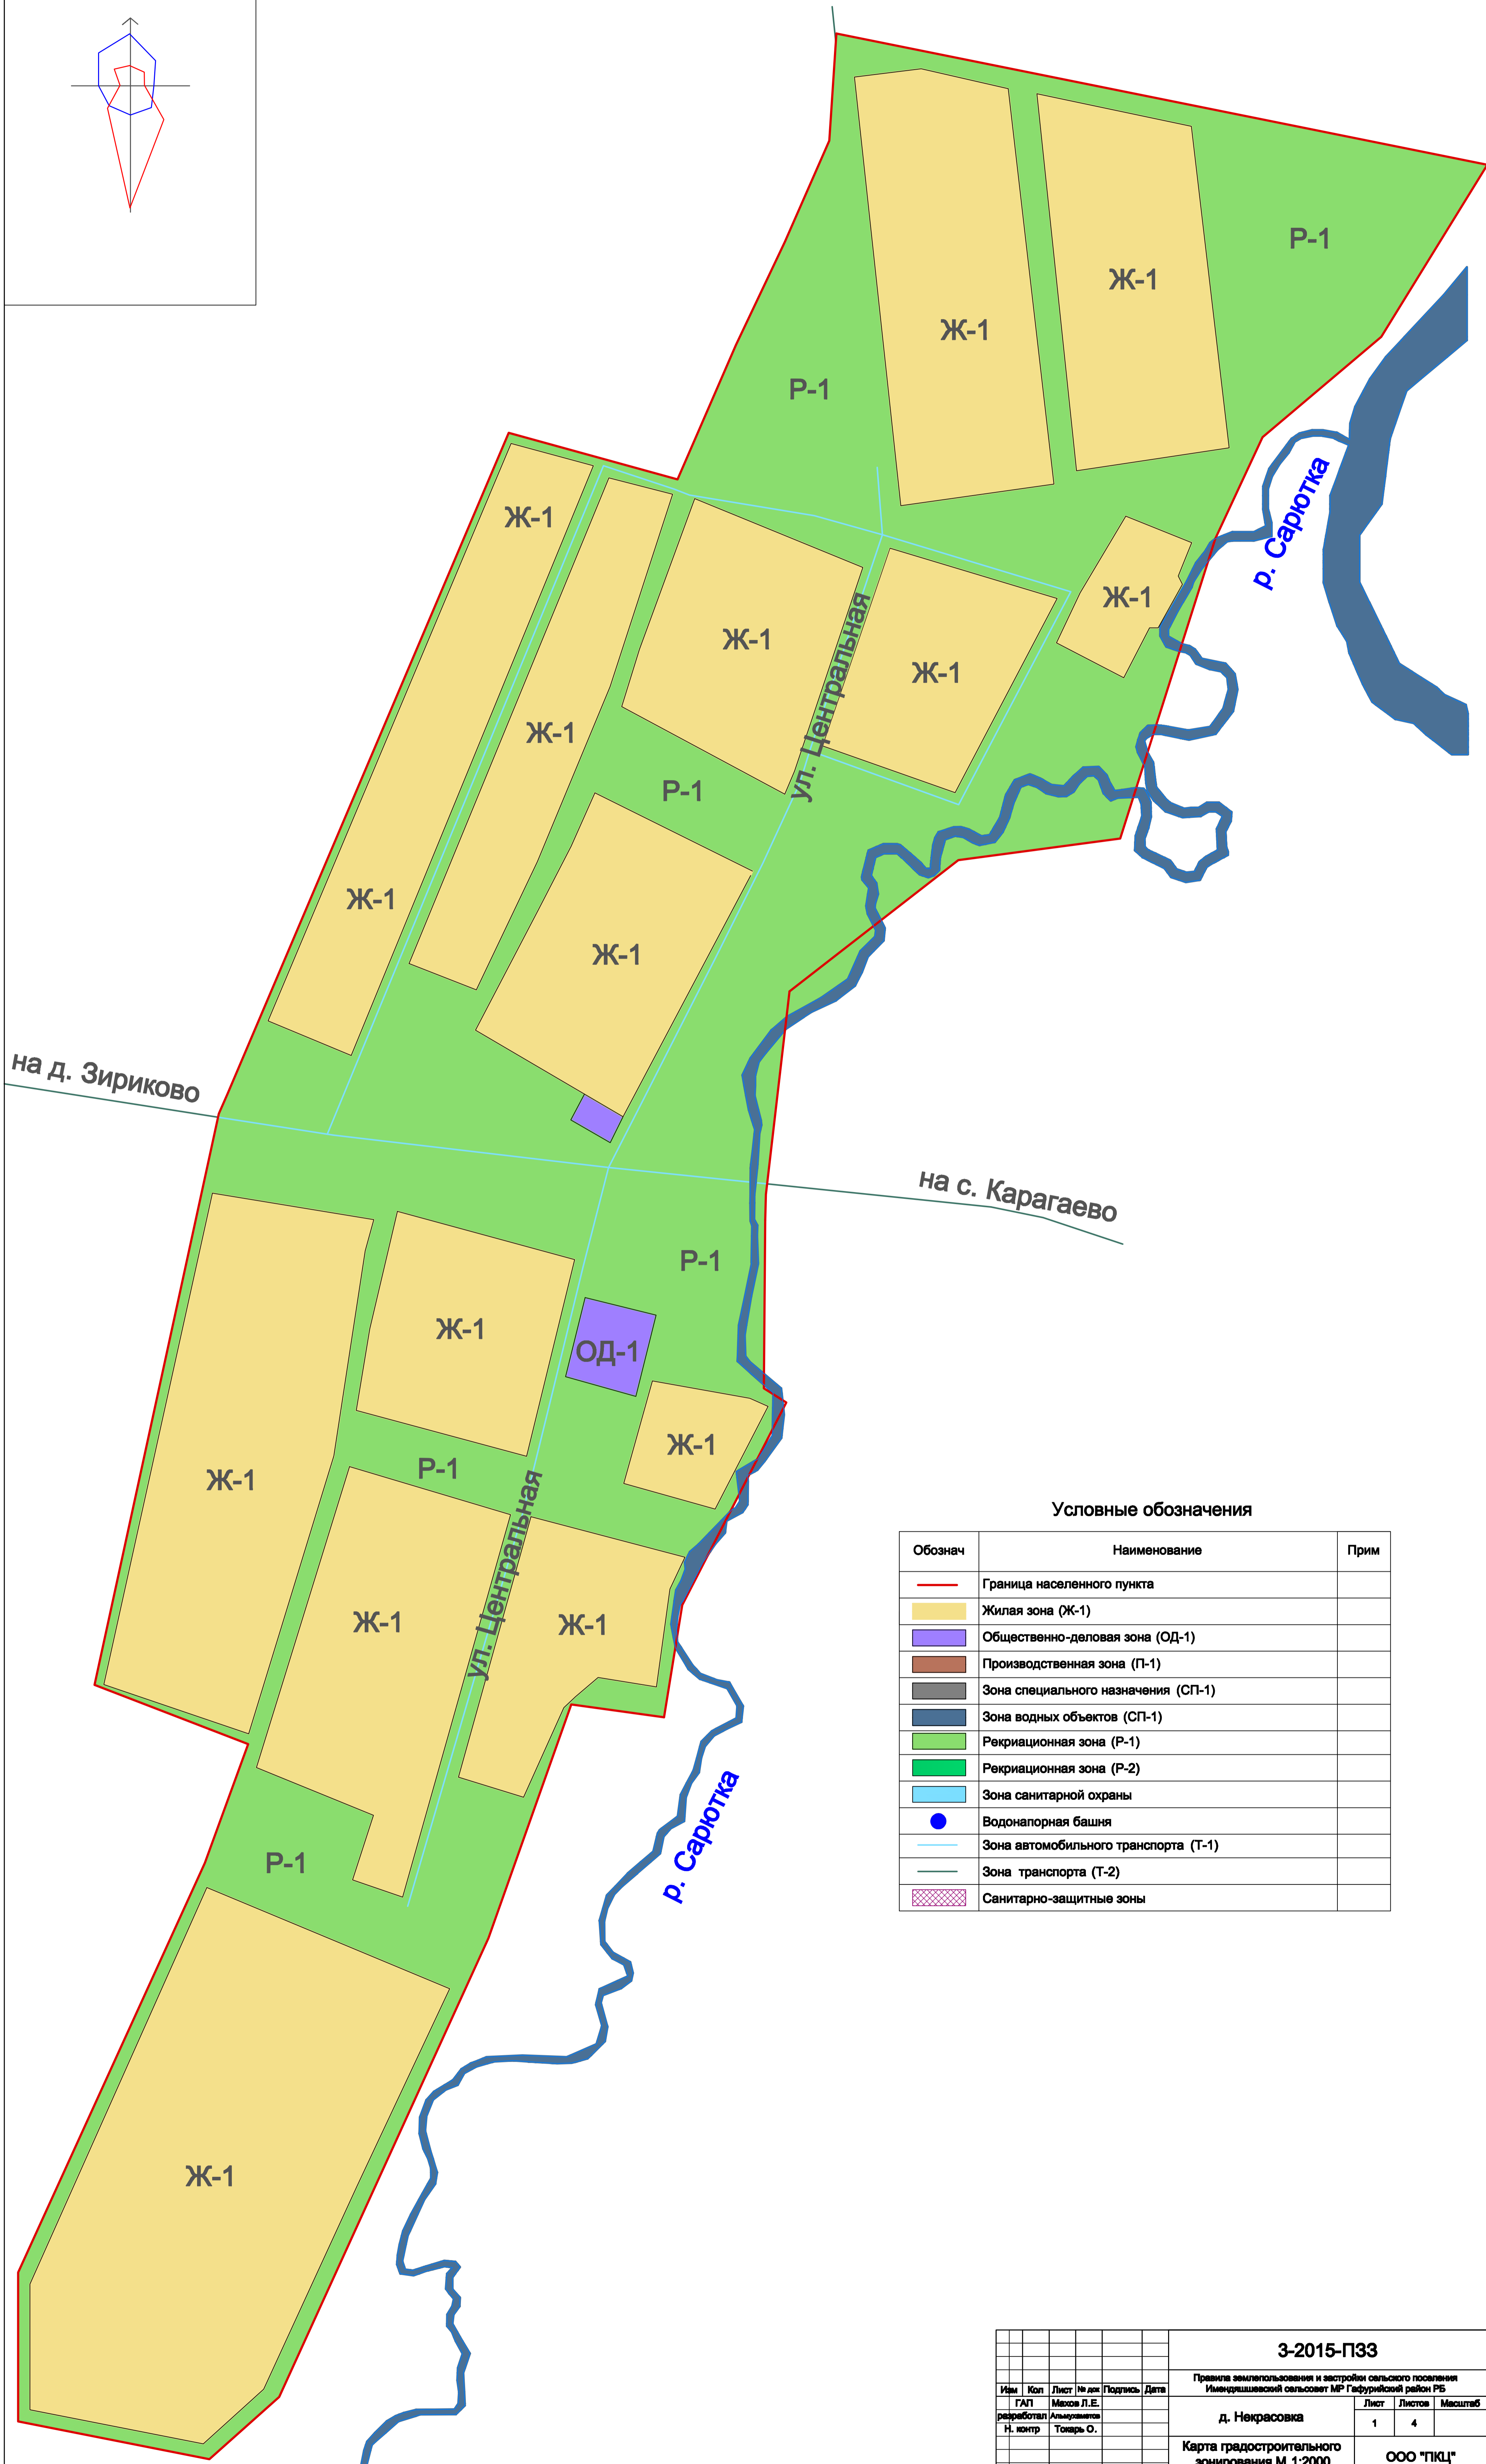 Р-1
Ж-1
Ж-1
Р-1
р. Сарютка
Ж-1
Ж-1
Ж-1
Ж-1
ул. Центральная
Ж-1
Ж-1
Р-1
Ж-1
Ж-1
на д. Зириково
на с. Карагаево
Р-1
Ж-1
ОД-1
Ж-1
Р-1
Ж-1
ул. Центральная
Ж-1
Ж-1
р. Сарютка
Р-1
Ж-1
Условные обозначения
Обознач Наименование Прим
Граница населенного пункта
Жилая зона (Ж-1)
Общественно-деловая зона (ОД-1)
Производственная зона (П-1)
Зона специального назначения (СП-1)
Зона водных объектов (СП-1)
Рекриационная зона (Р-1)
Рекриационная зона (Р-2)
Зона санитарной охраны
Водонапорная башня
Зона автомобильного транспорта (Т-1)
Зона транспорта (Т-2)
Санитарно-защитные зоны
3-2015-ПЗЗ
Правила землепользования и застройки сельского поселения
Имендяшевский сельсовет МР Гафурийский район РБ
Изм Кол Лист № док Подпись Дата
ГАП Махов Л.Е.
разработал Альмухаметов
Н. контр Токарь О.
д. Некрасовка
Лист Листов Масштаб
1 4
Карта градостроительного
зонирования М 1:2000
ООО "ПКЦ"